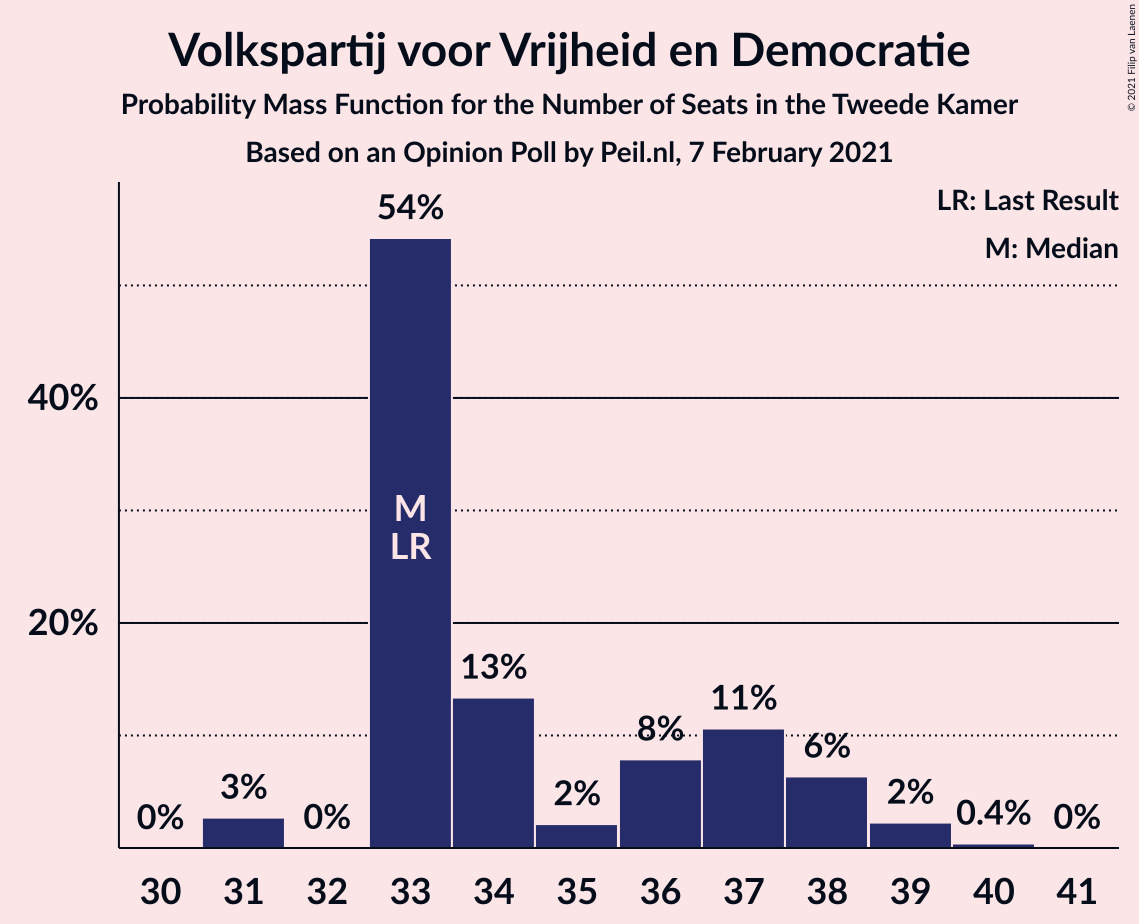 Volkspartij voor Vrijheid en Democratie
Probability Mass Function for the Number of Seats in the Tweede Kamer
Based on an Opinion Poll by Peil.nl, 7 February 2021
© 2021 Filip van Laenen
LR: Last Result
M: Median
54%
40%
M
LR
20%
13%
11%
8%
6%
3%
2%
2%
0%
0%
0.4%
0%
30 31 32 33 34 35 36 37 38 39 40 41